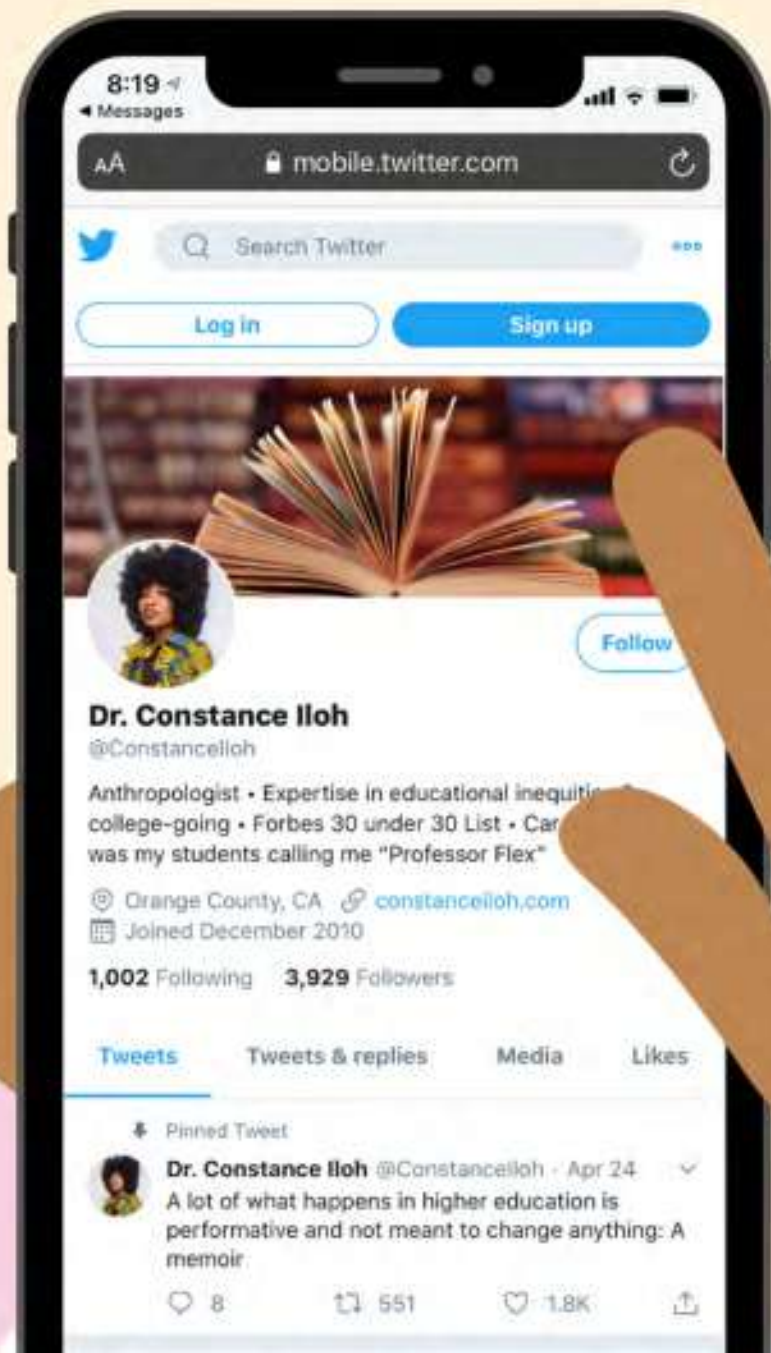 8:19
Messages
AA mobile.twitter.com
Search Twitter
Log in Sign up
Follow
Dr. Constance Iloh
@ConstanceIloh
Anthropologist • Expertise in educational
college-going • Forbes 30 under 30 List •
was my students calling me "Professor Flex"
Orange County, CA constanceiloh.com
Joined December 2010
1,002 Following 3,929 Followers
Tweets Tweets & replies Media Likes
Pinned Tweet
Dr. Constance Iloh @ConstanceIloh · Apr 24
A lot of what happens in higher education is
performative and not meant to change anything: A
memoir
8 551 1.8K